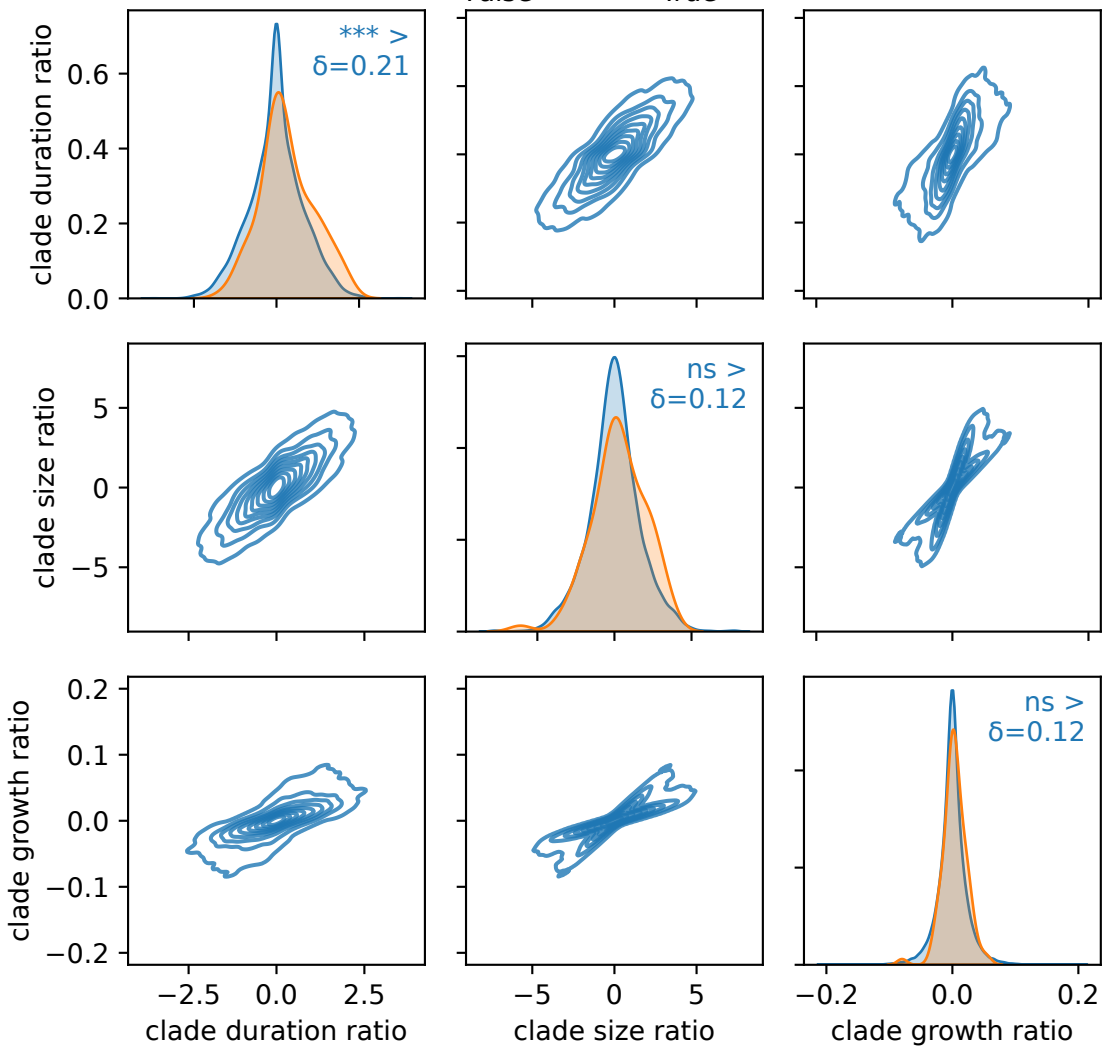 *** >
δ=0.21
0.6
0.4
0.2
0.0
clade duration ratio
ns >
δ=0.12
5
0
−5
clade size ratio
ns >
δ=0.12
0.2
0.1
0.0
−0.1
−0.2
clade growth ratio
−2.5 0.0 2.5
−5 0 5
−0.2 0.0 0.2
clade duration ratio
clade size ratio
clade growth ratio